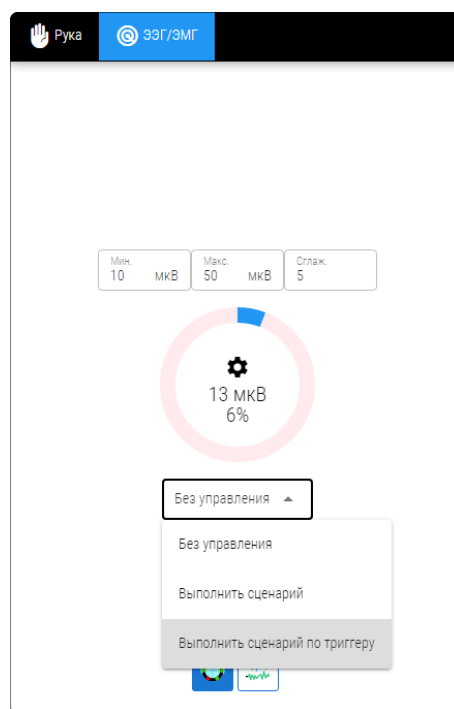 Рука
ЭЭГ/ЭМГ
Мин. Макс. Сглаж.
10 мкВ 50 мкВ 5
13 мкВ
6%
Без управления
Без управления
Выполнить сценарий
Выполнить сценарий по триггеру